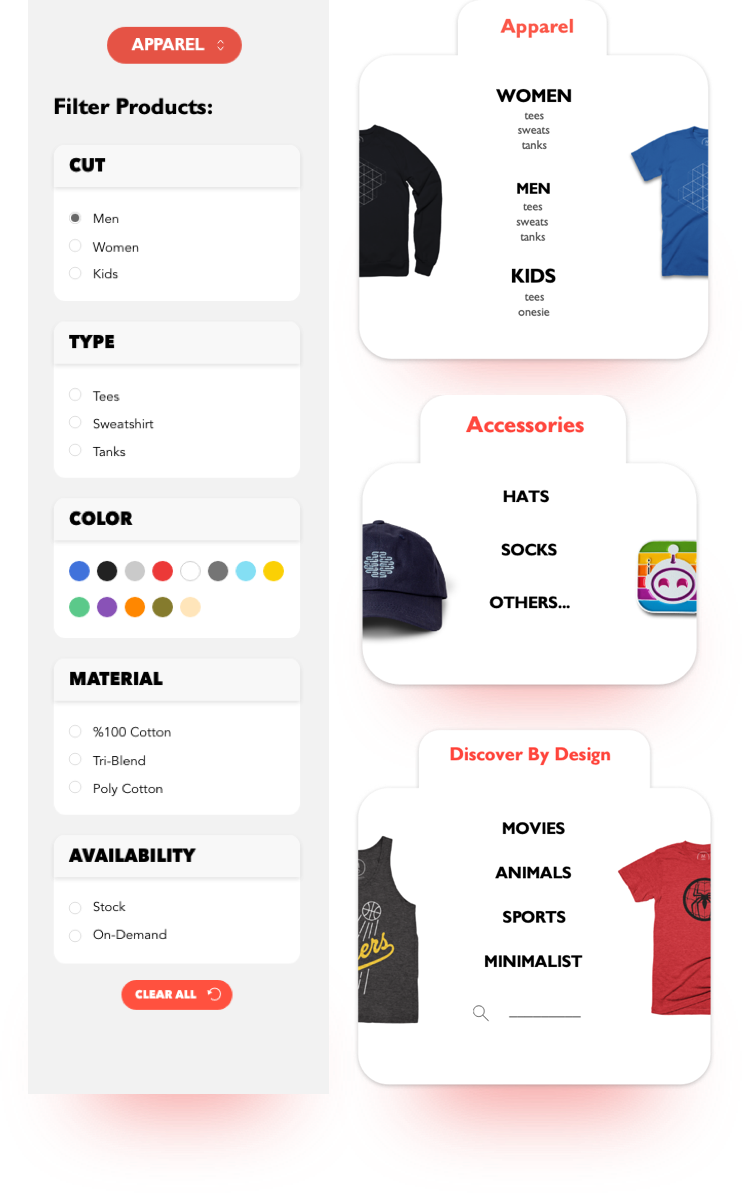 APPAREL
Filter Products:
CUT
Men
Women
Kids
TYPE
Tees
Sweatshirt
Tanks
COLOR
MATERIAL
%100 Cotton
Tri-Blend
Poly Cotton
AVAILABILITY
Stock
On-Demand
CLEAR ALL
Apparel
WOMEN
tees
sweats
tanks
MEN
tees
sweats
tanks
KIDS
tees
onesie
Accessories
HATS
SOCKS
OTHERS...
Discover By Design
MOVIES
ANIMALS
SPORTS
MINIMALIST
ers